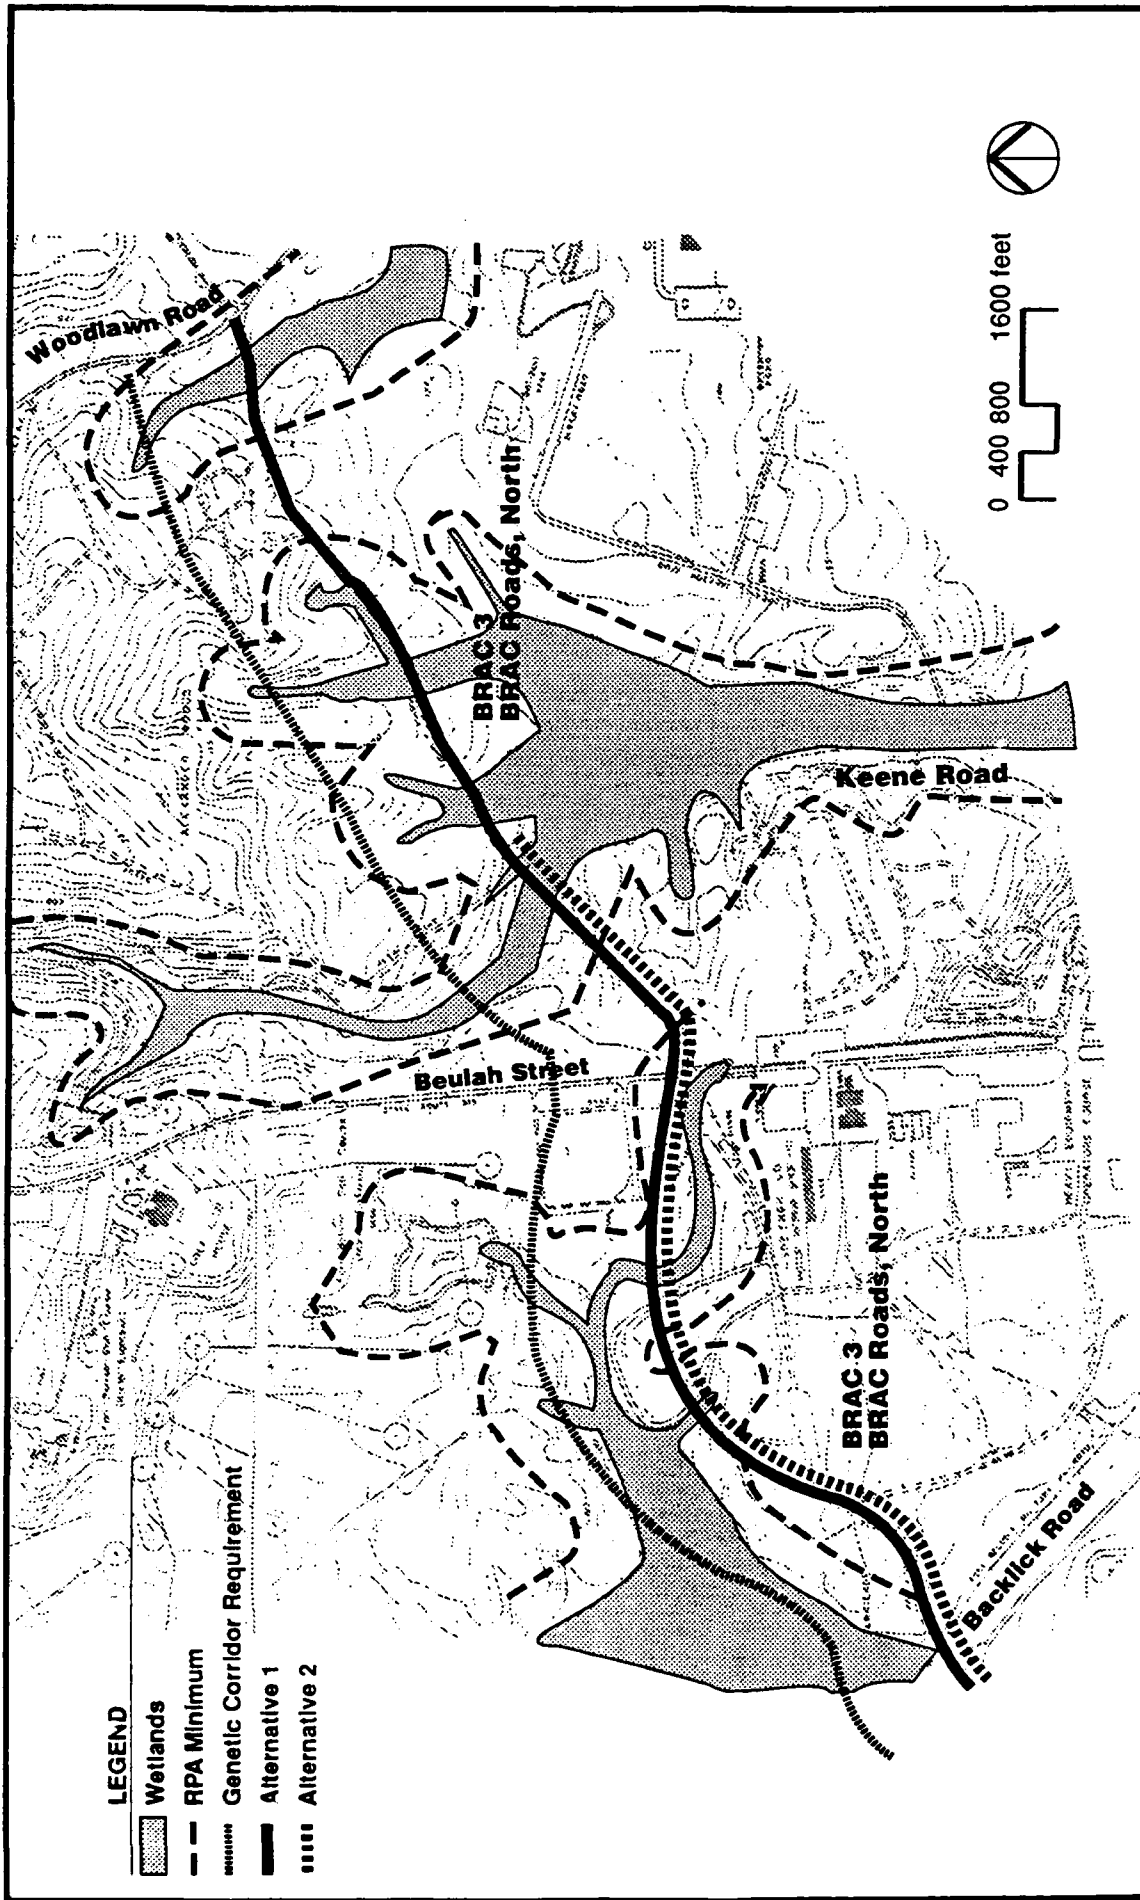 LEGEND
Wetlands
RPA Minimum
Genetic Corridor Requirement
Alternative 1
Alternative 2
Woodlawn Road
BRAC 3
BRAC Roads, North
Keene Road
Beulah Street
BRAC 3
BRAC Roads, North
Backlick Road
0 400 800 1600 feet